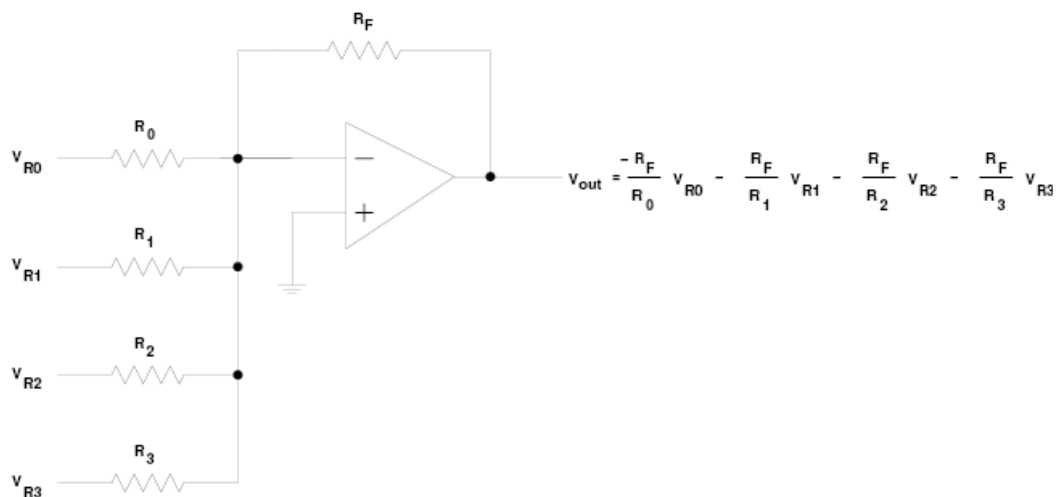 R_F
R_0
V_R0
−
+
V_out = -R_F/R_0 V_R0 - R_F/R_1 V_R1 - R_F/R_2 V_R2 - R_F/R_3 V_R3
R_1
V_R1
R_2
V_R2
R_3
V_R3